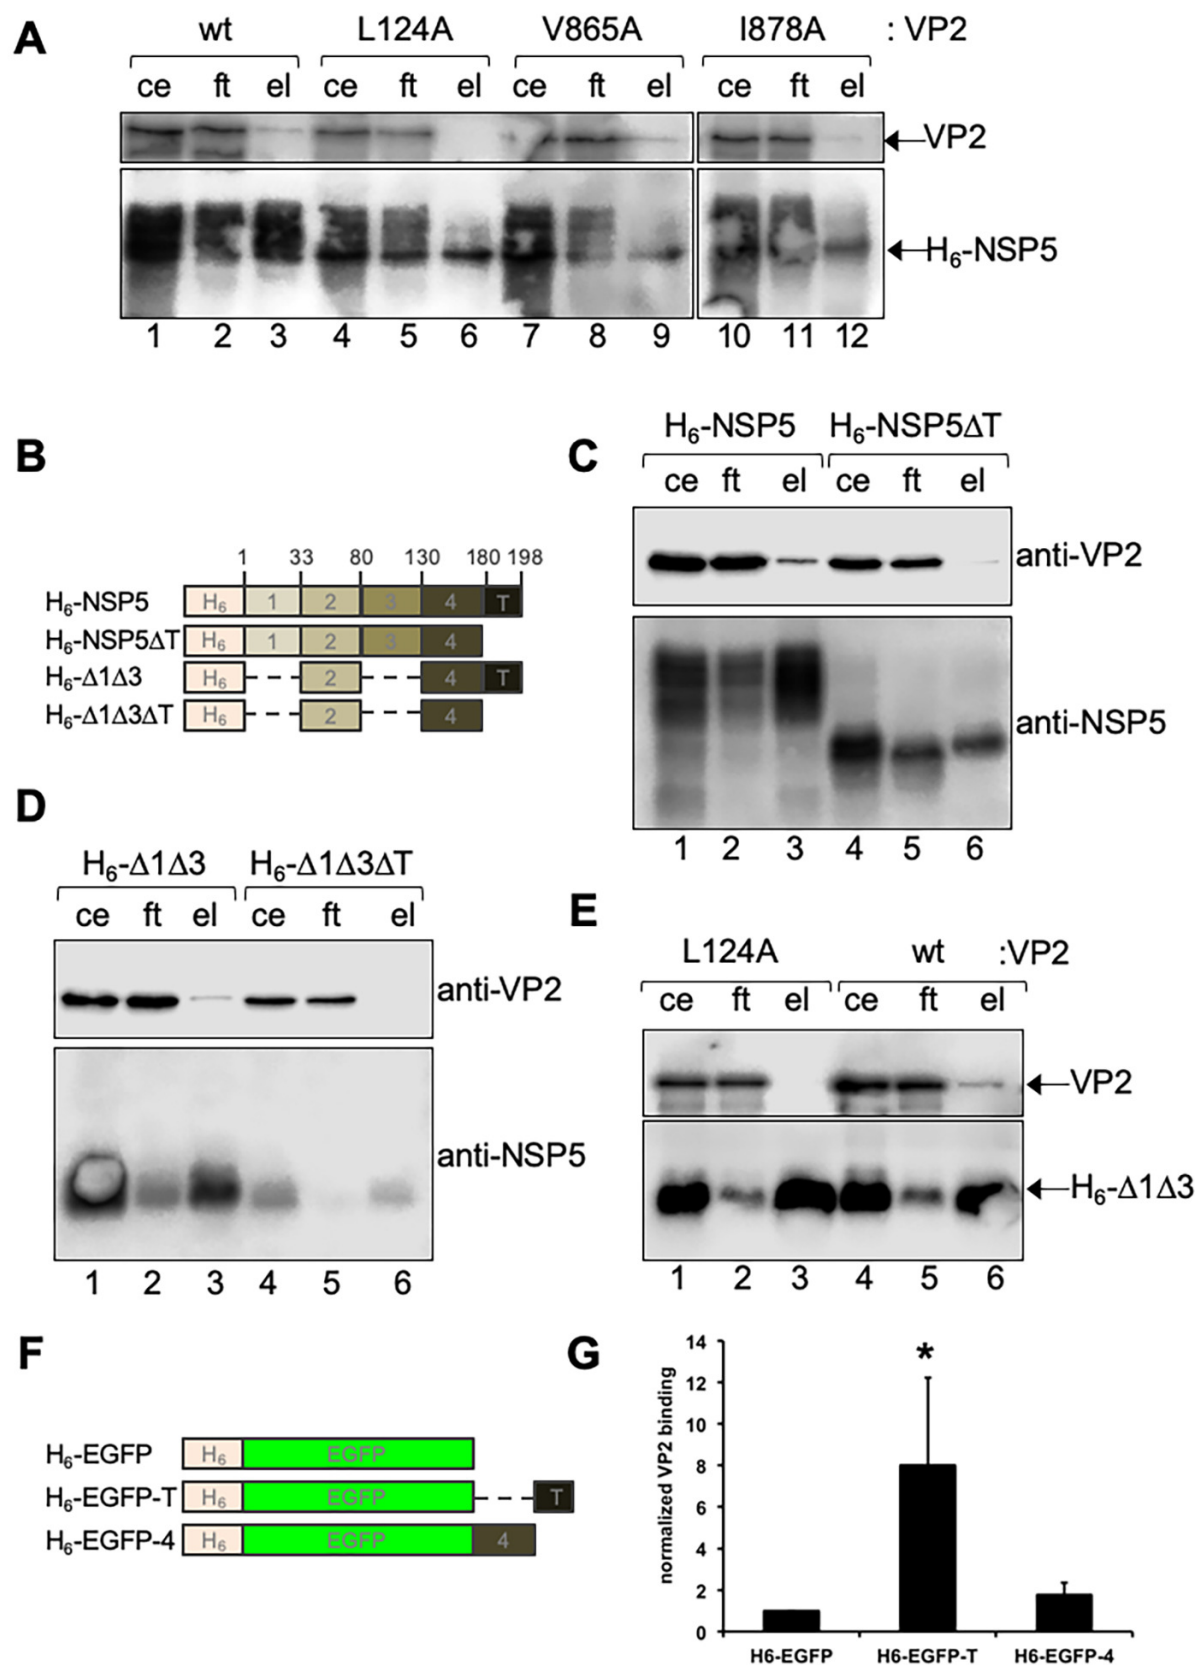 A
wt L124A V865A I878A : VP2
ce ft el ce ft el ce ft el ce ft el
VP2
H₆-NSP5
1 2 3 4 5 6 7 8 9 10 11 12
B
1 33 80 130 180 198
H₆-NSP5 H₆ 1 2 3 4 T
H₆-NSP5ΔT H₆ 1 2 3 4
H₆-Δ1Δ3 H₆ 2 4 T
H₆-Δ1Δ3ΔT H₆ 2 4
C
H₆-NSP5 H₆-NSP5ΔT
ce ft el ce ft el
anti-VP2
anti-NSP5
1 2 3 4 5 6
D
H₆-Δ1Δ3 H₆-Δ1Δ3ΔT
ce ft el ce ft el
anti-VP2
anti-NSP5
1 2 3 4 5 6
E
L124A wt :VP2
ce ft el ce ft el
VP2
H₆-Δ1Δ3
1 2 3 4 5 6
F
H₆-EGFP H₆ EGFP
H₆-EGFP-T H₆ EGFP T
H₆-EGFP-4 H₆ EGFP 4
G
normalized VP2 binding
14
12
10
8
6
4
2
0
*
H6-EGFP H6-EGFP-T H6-EGFP-4